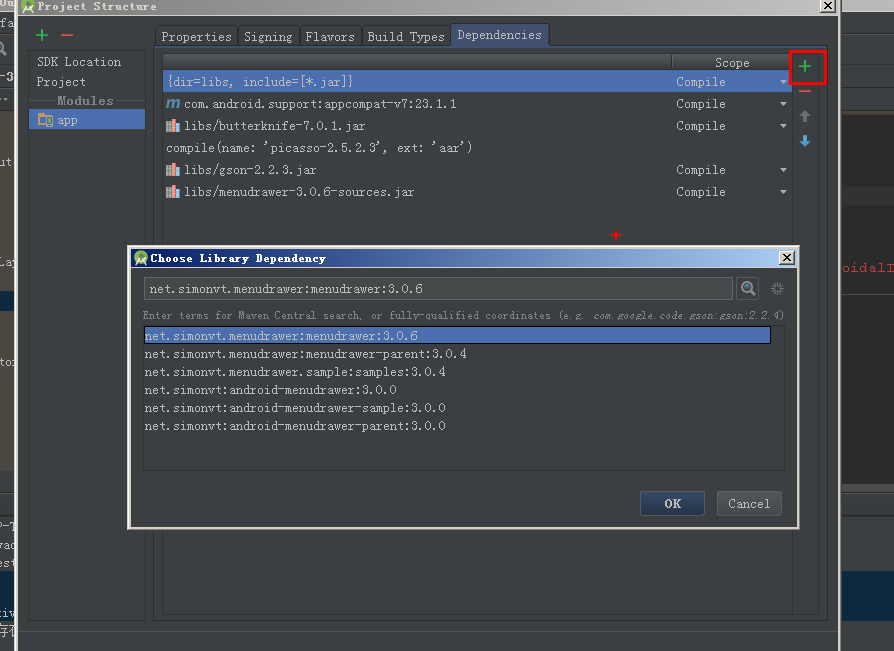 Project Structure
Properties Signing Flavors Build Types Dependencies
SDK Location
Project
Modules
app
Scope
{dir=libs, include=[*.jar]} Compile
m com.android.support:appcompat-v7:23.1.1 Compile
libs/butterknife-7.0.1.jar Compile
compile(name: 'picasso-2.5.2.3', ext: 'aar')
libs/gson-2.2.3.jar Compile
libs/menudrawer-3.0.6-sources.jar Compile
Choose Library Dependency
net.simonvt.menudrawer:menudrawer:3.0.6
Enter terms for Maven Central search, or fully-qualified coordinates (e.g. com.google.code.gson:gson:2.2.4)
net.simonvt.menudrawer:menudrawer:3.0.6
net.simonvt.menudrawer:menudrawer-parent:3.0.4
net.simonvt.menudrawer.sample:samples:3.0.4
net.simonvt:android-menudrawer:3.0.0
net.simonvt:android-menudrawer-sample:3.0.0
net.simonvt:android-menudrawer-parent:3.0.0
OK Cancel